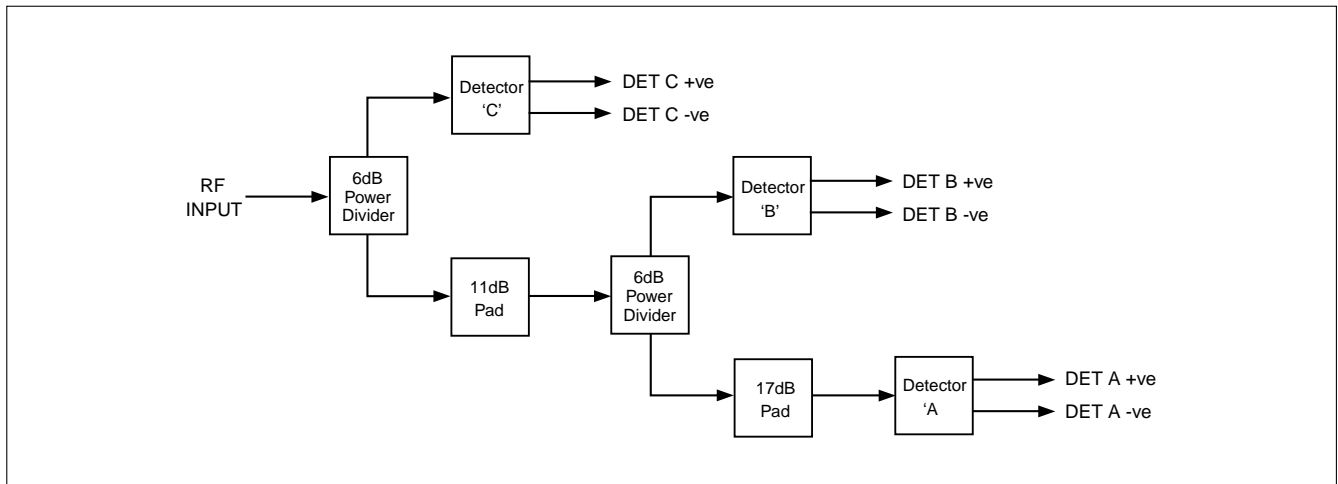 Detector
‘C’
DET C +ve
DET C -ve
RF
INPUT
6dB
Power
Divider
Detector
‘B’
DET B +ve
DET B -ve
11dB
Pad
6dB
Power
Divider
17dB
Pad
Detector
‘A
DET A +ve
DET A -ve